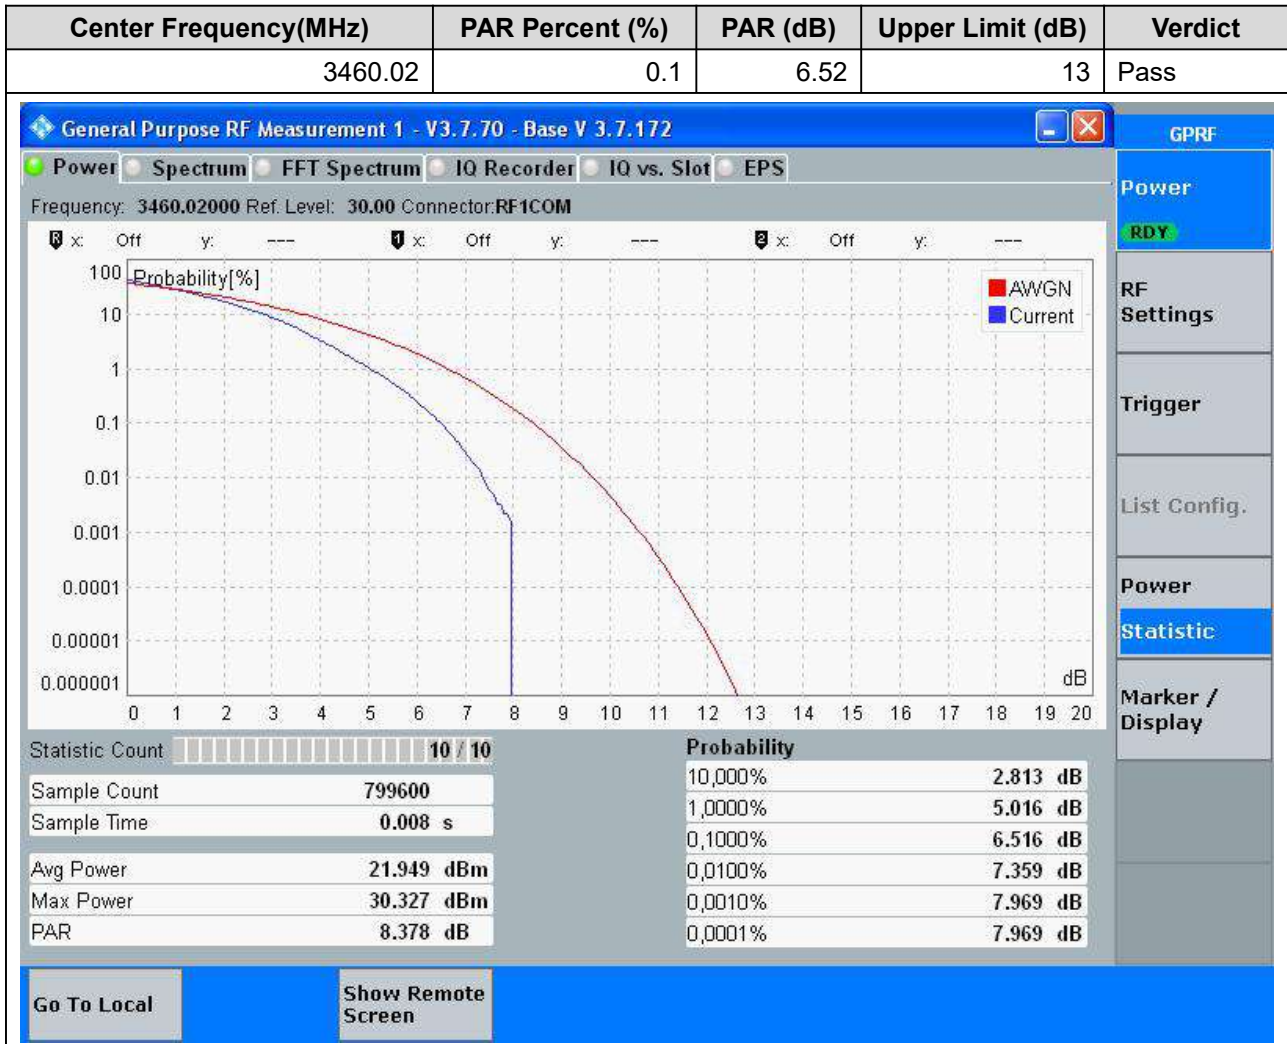 Center Frequency(MHz) PAR Percent (%) PAR (dB) Upper Limit (dB) Verdict
3460.02 0.1 6.52 13 Pass
General Purpose RF Measurement 1 - V3.7.70 - Base V 3.7.172
GPRF
Power Spectrum FFT Spectrum IQ Recorder IQ vs. Slot EPS
Frequency: 3460.02000 Ref. Level: 30.00 Connector:RF1COM
R x: Off y: --- 1 x: Off y: --- 2 x: Off y: ---
Probability[%]
100
10
1
0.1
0.01
0.001
0.0001
0.00001
0.000001
AWGN
Current
dB
0 1 2 3 4 5 6 7 8 9 10 11 12 13 14 15 16 17 18 19 20
Statistic Count 10 / 10
Sample Count 799600
Sample Time 0.008 s
Avg Power 21.949 dBm
Max Power 30.327 dBm
PAR 8.378 dB
Probability
10,000% 2.813 dB
1,0000% 5.016 dB
0,1000% 6.516 dB
0,0100% 7.359 dB
0,0010% 7.969 dB
0,0001% 7.969 dB
Power
RDY
RF
Settings
Trigger
List Config.
Power
Statistic
Marker /
Display
Go To Local
Show Remote
Screen